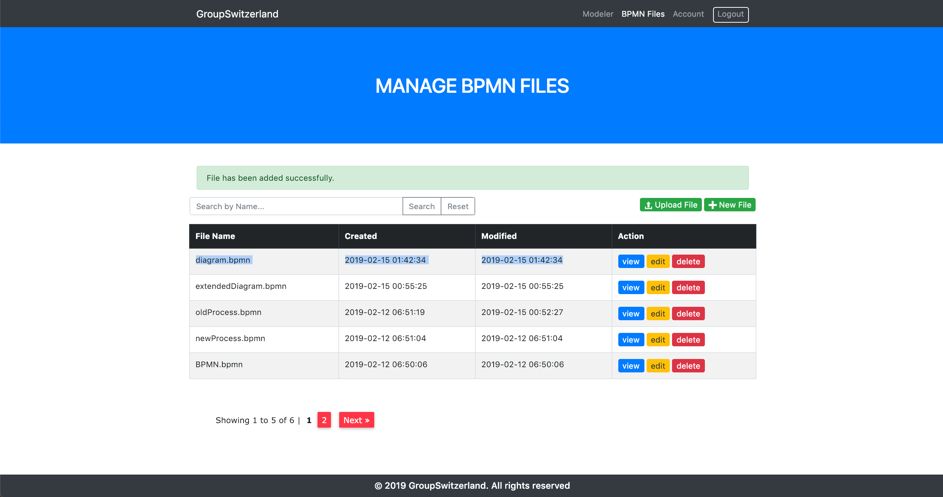 GroupSwitzerland Modeler BPMN Files Account Logout
MANAGE BPMN FILES
File has been added successfully.
Search by Name... Search Reset Upload File New File
File Name Created Modified Action
diagram.bpmn 2019-02-15 01:42:34 2019-02-15 01:42:34 view edit delete
extendedDiagram.bpmn 2019-02-15 00:55:25 2019-02-15 00:55:25 view edit delete
oldProcess.bpmn 2019-02-12 06:51:19 2019-02-15 00:52:27 view edit delete
newProcess.bpmn 2019-02-12 06:51:04 2019-02-12 06:51:04 view edit delete
BPMN.bpmn 2019-02-12 06:50:06 2019-02-12 06:50:06 view edit delete
Showing 1 to 5 of 6 | 1 2 Next »
© 2019 GroupSwitzerland. All rights reserved